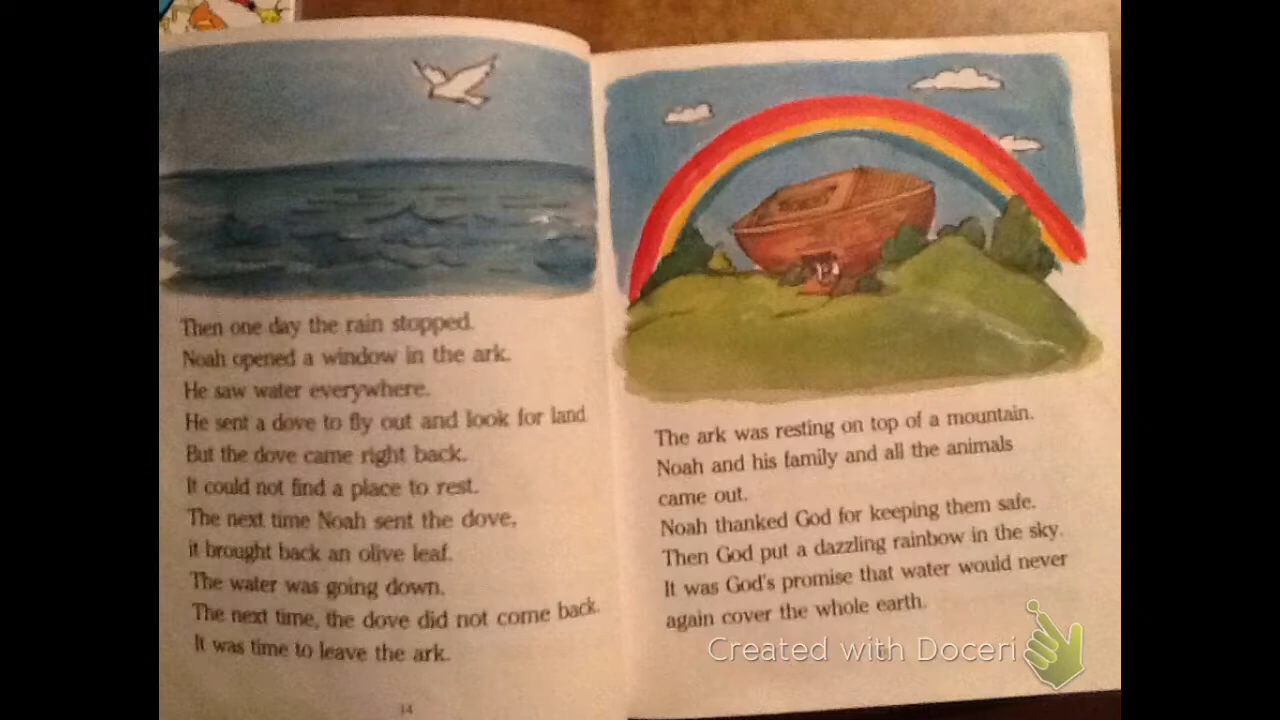 Then one day the rain stopped.
Noah opened a window in the ark.
He saw water everywhere.
He sent a dove to fly out and look for land
But the dove came right back.
It could not find a place to rest.
The next time Noah sent the dove,
it brought back an olive leaf.
The water was going down.
The next time, the dove did not come back.
It was time to leave the ark.
14
The ark was resting on top of a mountain.
Noah and his family and all the animals
came out.
Noah thanked God for keeping them safe.
Then God put a dazzling rainbow in the sky.
It was God's promise that water would never
again cover the whole earth.
Created with Doceri